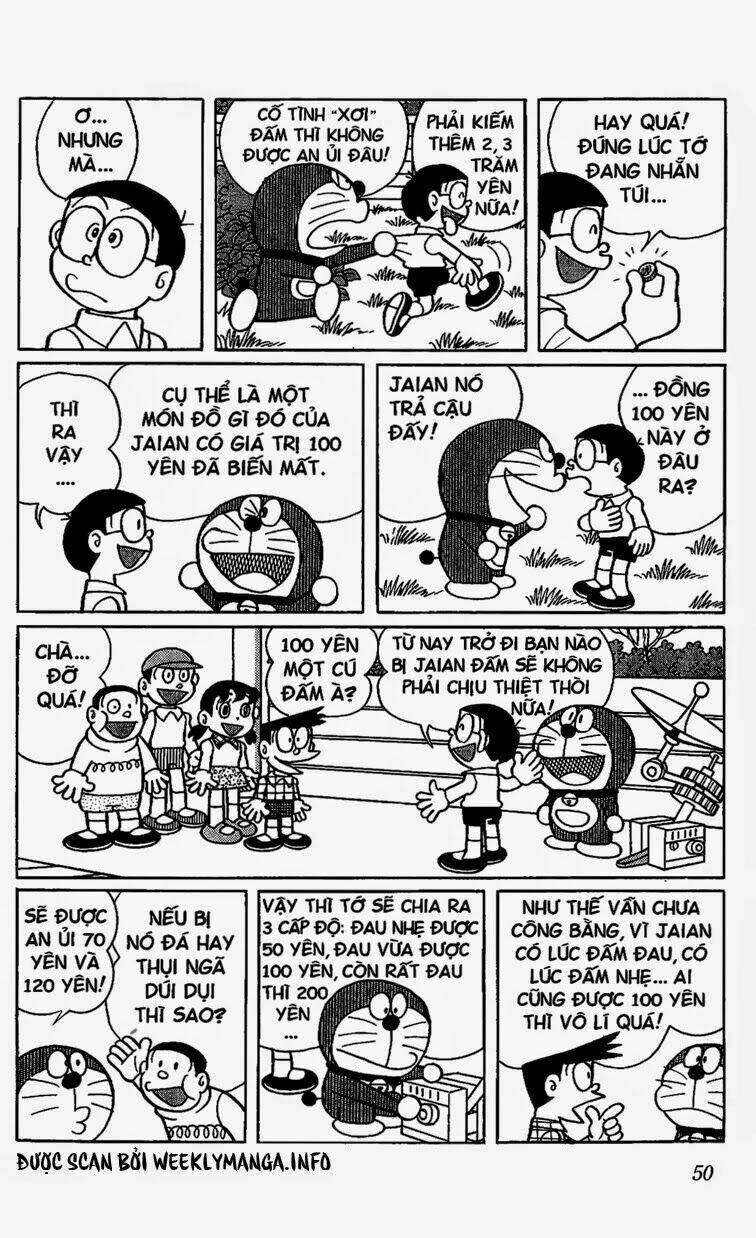 HAY QUÁ!
ĐÚNG LÚC TỚ
ĐANG NHẴN
TÚI...
PHẢI KIẾM
THÊM 2, 3
TRĂM
YÊN
NỮA!
CỐ TÌNH "XƠI"
ĐẤM THÌ KHÔNG
ĐƯỢC AN ỦI ĐÂU!
Ơ...
NHƯNG
MÀ...
... ĐỒNG
100 YÊN
NÀY Ở
ĐÂU
RA?
JAIAN NÓ
TRẢ CẬU
ĐẤY!
CỤ THỂ LÀ MỘT
MÓN ĐỒ GÌ ĐÓ CỦA
JAIAN CÓ GIÁ TRỊ 100
YÊN ĐÃ BIẾN MẤT.
THÌ
RA
VẬY
....
TỪ NAY TRỞ ĐI BẠN NÀO
BỊ JAIAN ĐẤM SẼ KHÔNG
PHẢI CHỊU THIỆT THÒI
NỮA!
100 YÊN
MỘT CÚ
ĐẤM À?
CHÀ...
ĐỠ
QUÁ!
NHƯ THẾ VẪN CHƯA
CÔNG BẰNG, VÌ JAIAN
CÓ LÚC ĐẤM ĐAU, CÓ
LÚC ĐẤM NHẸ... AI
CŨNG ĐƯỢC 100 YÊN
THÌ VÔ LÍ QUÁ!
VẬY THÌ TỚ SẼ CHIA RA
3 CẤP ĐỘ: ĐAU NHẸ ĐƯỢC
50 YÊN, ĐAU VỪA ĐƯỢC
100 YÊN, CÒN RẤT ĐAU
THÌ 200
YÊN
...
NẾU BỊ
NÓ ĐÁ HAY
THỤI NGÃ
DÚI DỤI
THÌ SAO?
SẼ ĐƯỢC
AN ỦI 70
YÊN VÀ
120 YÊN!
ĐƯỢC SCAN BỞI WEEKLYMANGA.INFO
50